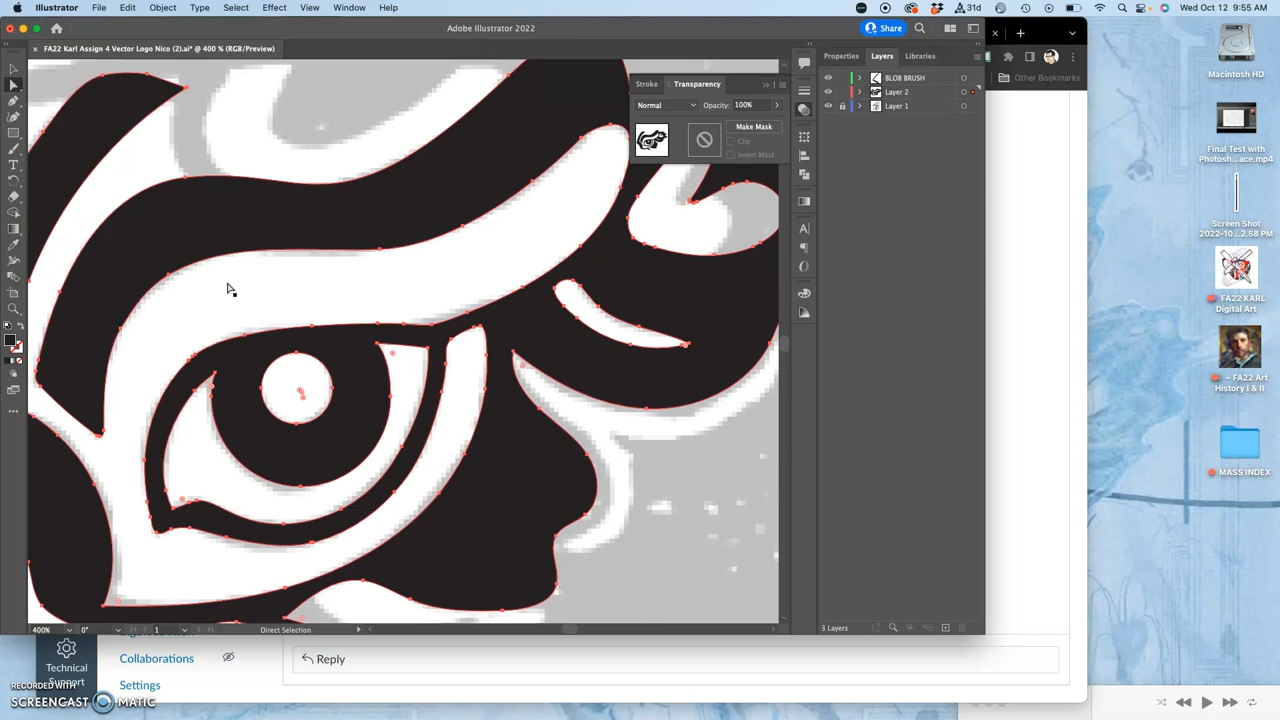 Illustrator File Edit Object Type Select Effect View Window Help
31d
Wed Oct 12 9:55 AM
Adobe Illustrator 2022
Share
FA22 Karl Assign 4 Vector Logo Nico (2).ai* @ 400 % (RGB/Preview)
Properties Layers Libraries
Stroke Transparency
Normal Opacity: 100%
Make Mask
Clip
Invert Mask
BLOB BRUSH
Layer 2
Layer 1
Other Bookmarks
Macintosh HD
Final Test with
Photosh...ace.mp4
Screen Shot
2022-10...2.58 PM
FA22 KARL
Digital Art
~ FA22 Art
History I & II
MASS INDEX
400% 0° 1 Direct Selection
3 Layers
Collaborations
Technical
Support
Settings
Reply
RECORDED WITH
SCREENCAST MATIC